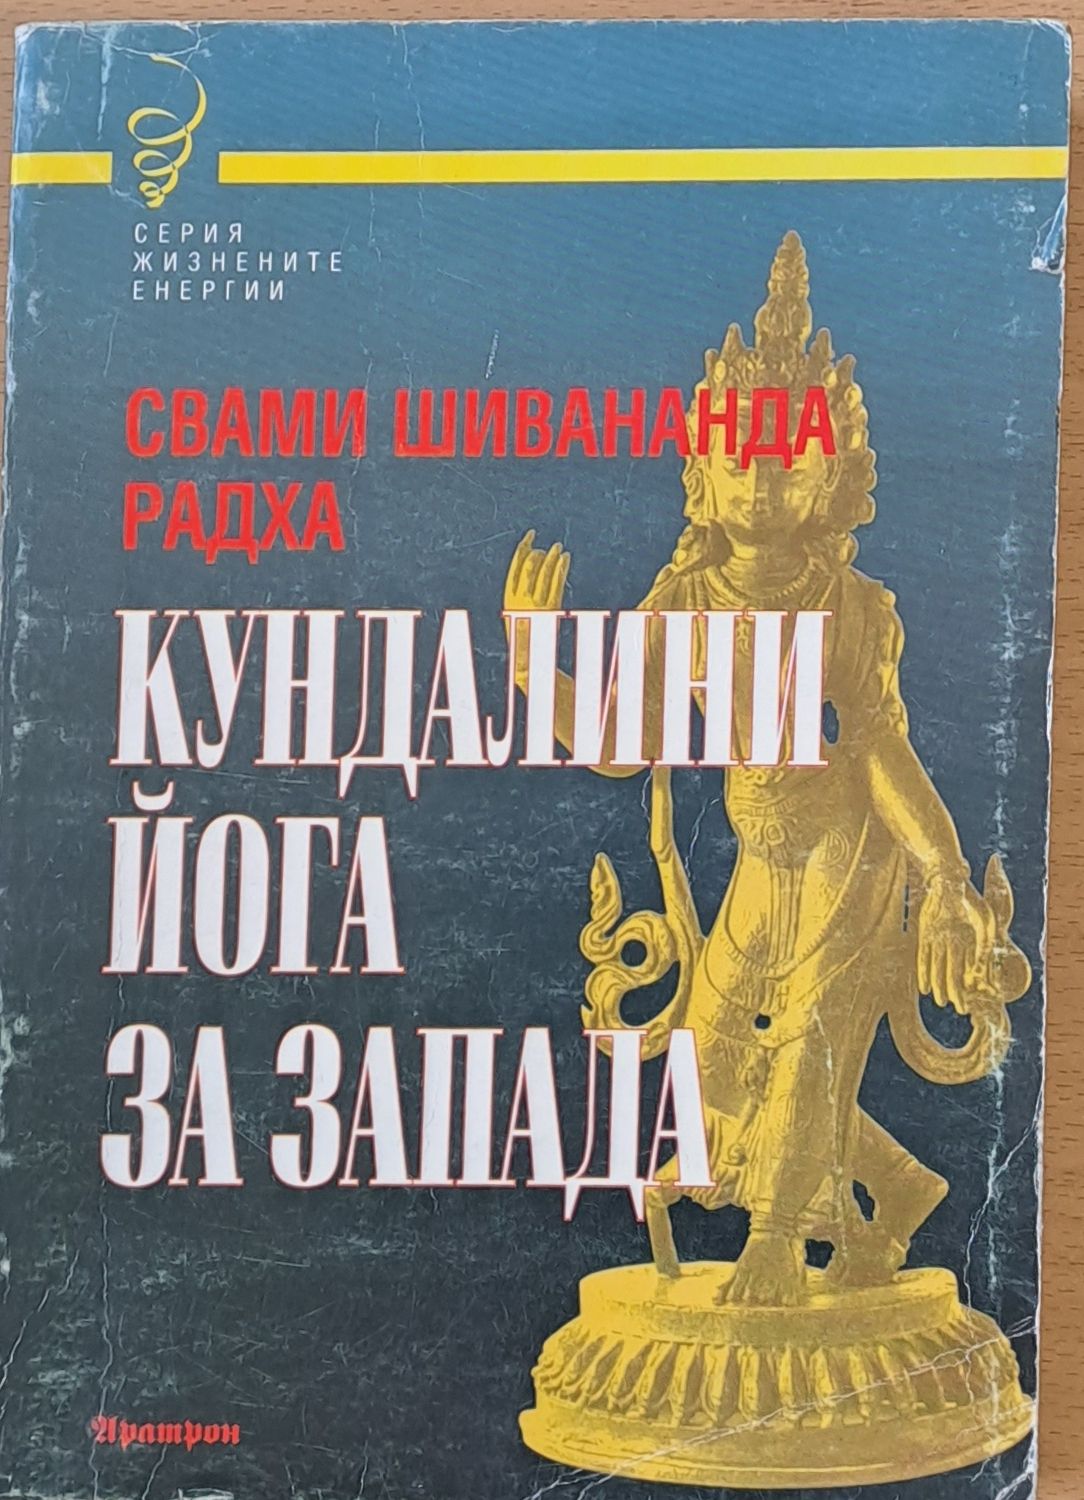 СЕРИЯ
ЖИЗНЕНИТЕ
ЕНЕРГИИ
СВАМИ ШИВАНАНДА
РАДХА
КУНДАЛИНИ
ЙОГА
ЗА ЗАПАДА
Аратрон